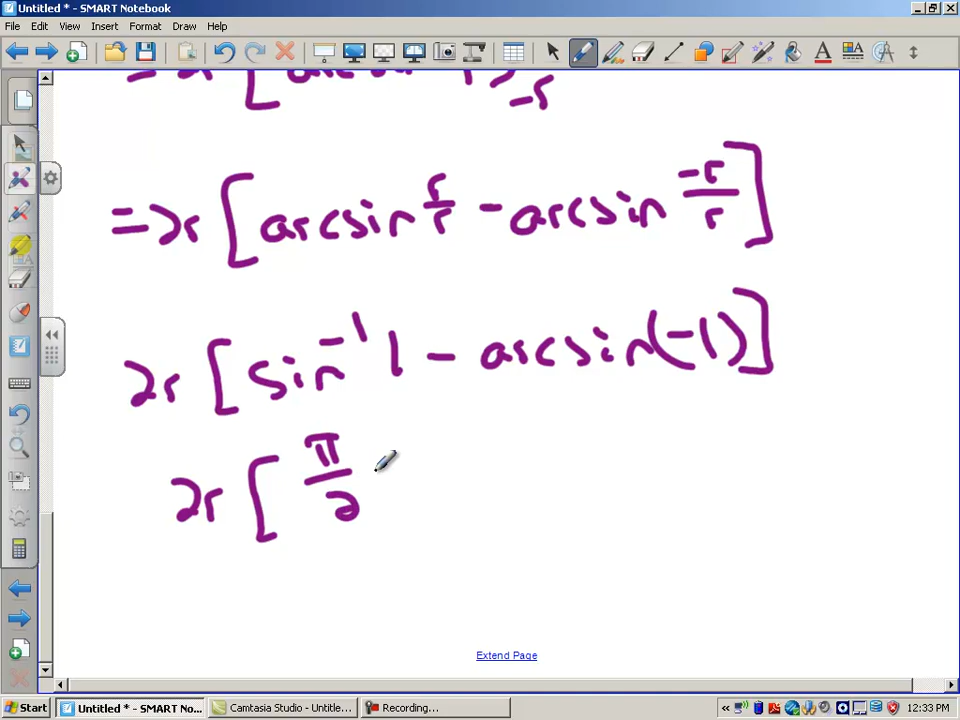 Untitled * - SMART Notebook
File Edit View Insert Format Draw Help
-r
=2r [arcsin r/r - arcsin -r/r]
2r [sin⁻¹ 1 - arcsin(-1)]
2r [ π/2
Extend Page
Start Untitled * - SMART No... Camtasia Studio - Untitle... Recording... 12:33 PM